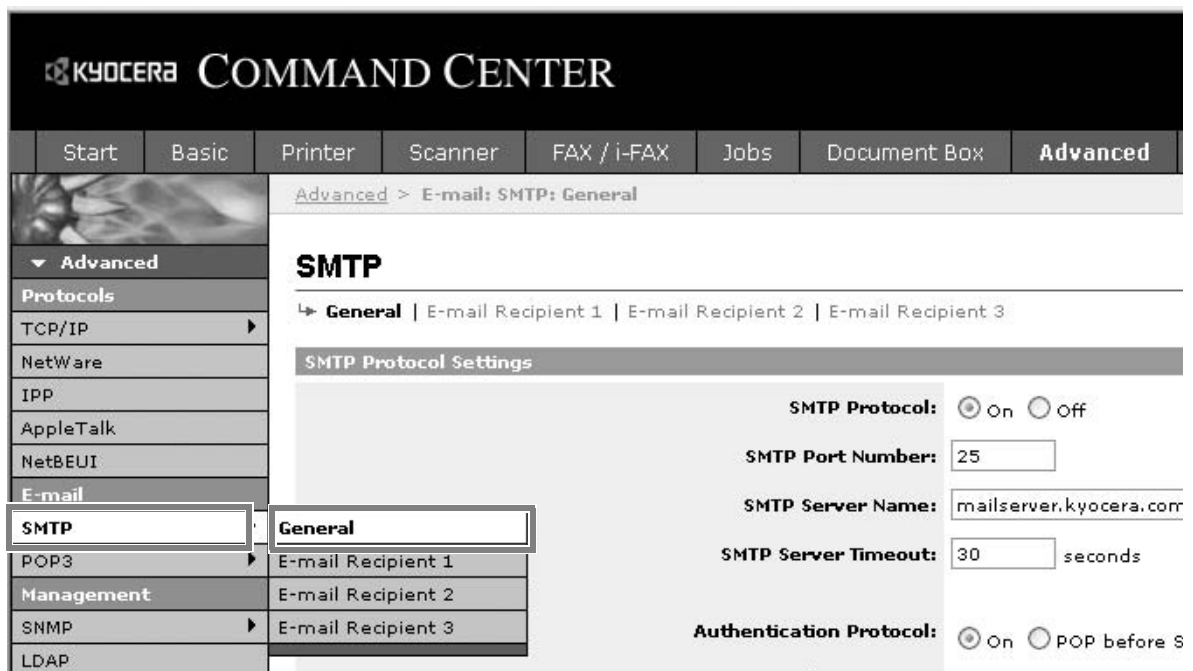 KYOCERA COMMAND CENTER
Start Basic Printer Scanner FAX / i-FAX Jobs Document Box Advanced
Advanced > E-mail: SMTP: General
Advanced
Protocols
TCP/IP
NetWare
IPP
AppleTalk
NetBEUI
E-mail
SMTP
POP3
Management
SNMP
LDAP
General
E-mail Recipient 1
E-mail Recipient 2
E-mail Recipient 3
SMTP
General | E-mail Recipient 1 | E-mail Recipient 2 | E-mail Recipient 3
SMTP Protocol Settings
SMTP Protocol: On Off
SMTP Port Number: 25
SMTP Server Name: mailserver.kyocera.com
SMTP Server Timeout: 30 seconds
Authentication Protocol: On POP before S